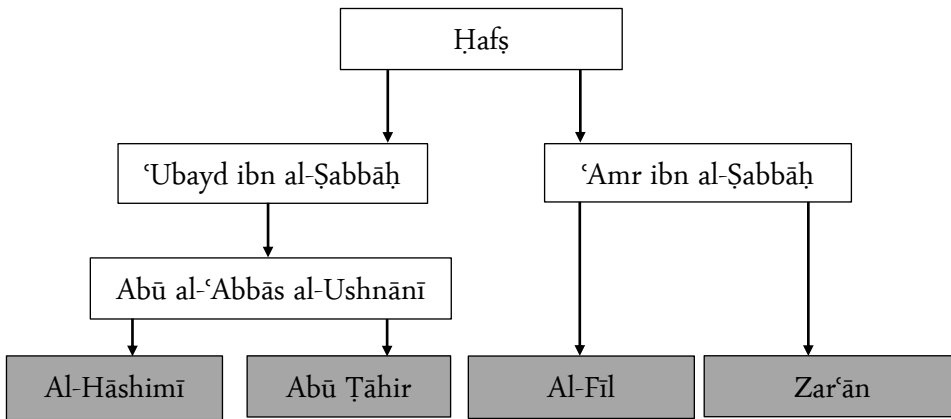 Ḥafṣ
ʿUbayd ibn al-Ṣabbāḥ
ʿAmr ibn al-Ṣabbāḥ
Abū al-ʿAbbās al-Ushnānī
Al-Hāshimī
Abū Ṭāhir
Al-Fīl
Zarʿān